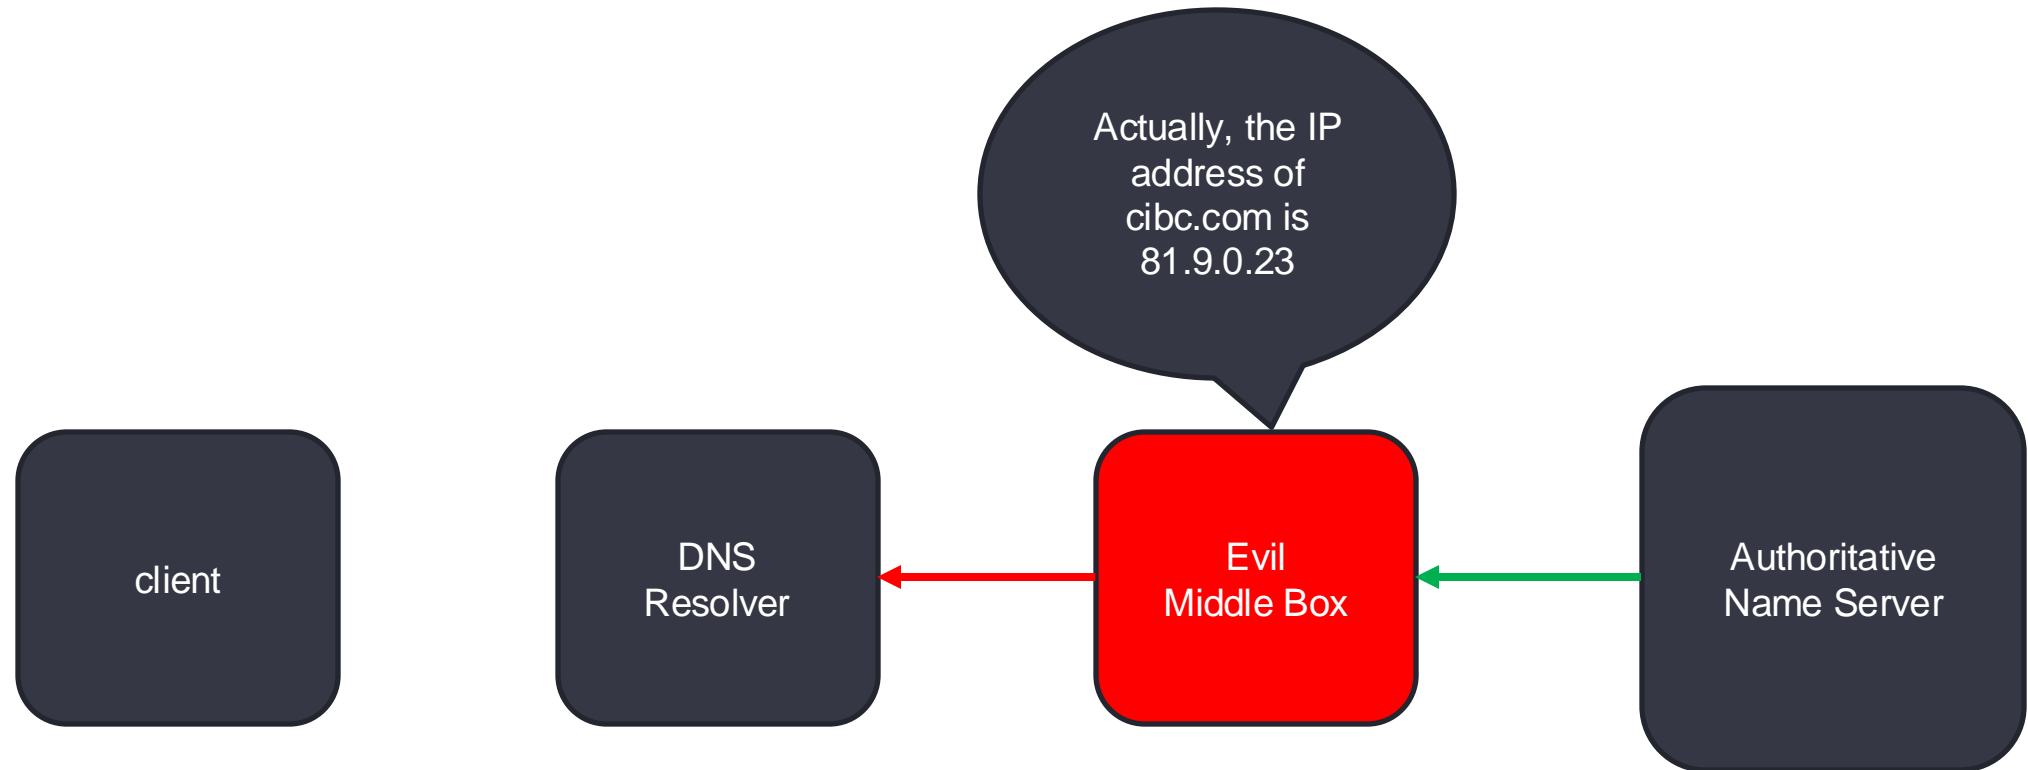 Actually, the IP
address of
cibc.com is
81.9.0.23
client
DNS
Resolver
Evil
Middle Box
Authoritative
Name Server